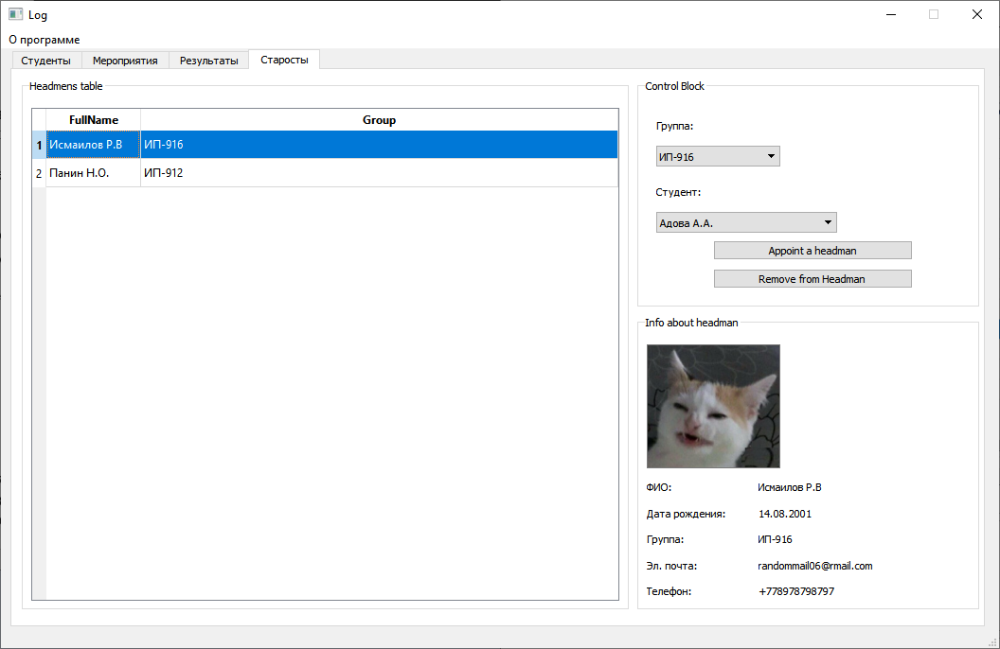 Log
О программе
Студенты
Мероприятия
Результаты
Старосты
Headmens table
FullName Group
1 Исмаилов Р.В ИП-916
2 Панин Н.О. ИП-912
Control Block
Группа:
ИП-916
Студент:
Адова А.А.
Appoint a headman
Remove from Headman
Info about headman
ФИО: Исмаилов Р.В
Дата рождения: 14.08.2001
Группа: ИП-916
Эл. почта: randommail06@rmail.com
Телефон: +778978798797